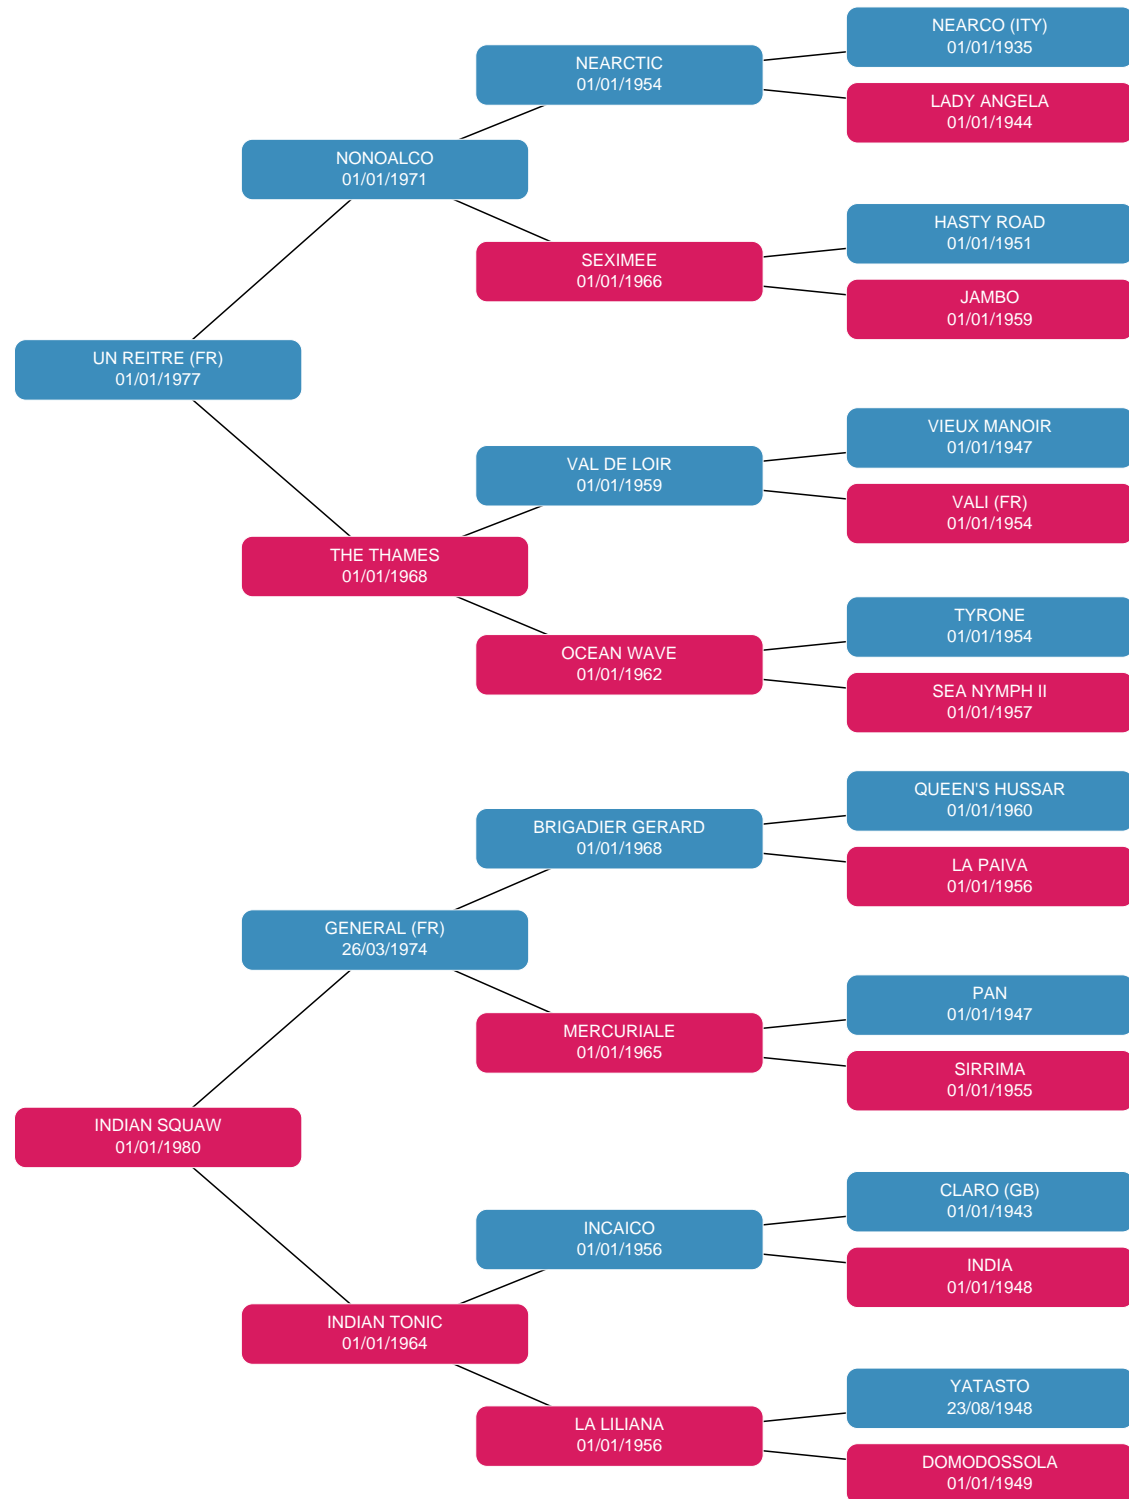 NEARCO (ITY)
01/01/1935
NEARCTIC
01/01/1954
LADY ANGELA
01/01/1944
NONOALCO
01/01/1971
HASTY ROAD
01/01/1951
SEXIMEE
01/01/1966
JAMBO
01/01/1959
UN REITRE (FR)
01/01/1977
VIEUX MANOIR
01/01/1947
VAL DE LOIR
01/01/1959
VALI (FR)
01/01/1954
THE THAMES
01/01/1968
TYRONE
01/01/1954
OCEAN WAVE
01/01/1962
SEA NYMPH II
01/01/1957
QUEEN'S HUSSAR
01/01/1960
BRIGADIER GERARD
01/01/1968
LA PAIVA
01/01/1956
GENERAL (FR)
26/03/1974
PAN
01/01/1947
MERCURIALE
01/01/1965
SIRRIMA
01/01/1955
INDIAN SQUAW
01/01/1980
CLARO (GB)
01/01/1943
INCAICO
01/01/1956
INDIA
01/01/1948
INDIAN TONIC
01/01/1964
YATASTO
23/08/1948
LA LILIANA
01/01/1956
DOMODOSSOLA
01/01/1949